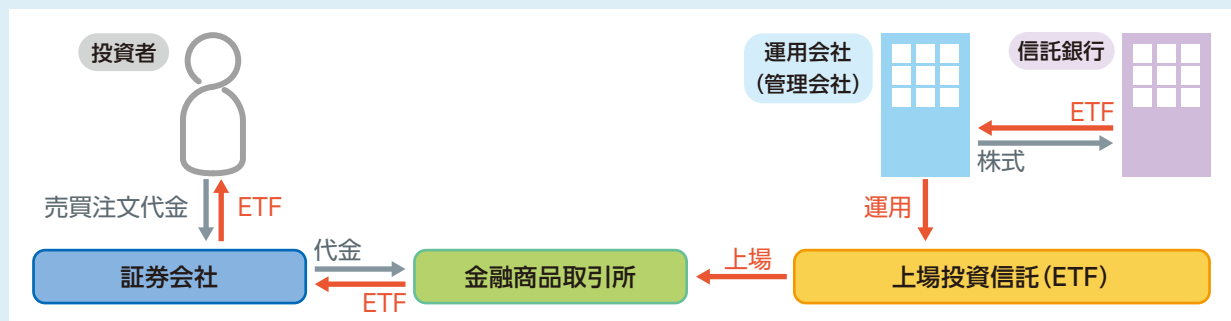 投資者
運用会社
(管理会社)
信託銀行
ETF
株式
売買注文代金
ETF
運用
証券会社
代金
ETF
金融商品取引所
上場
上場投資信託(ETF)